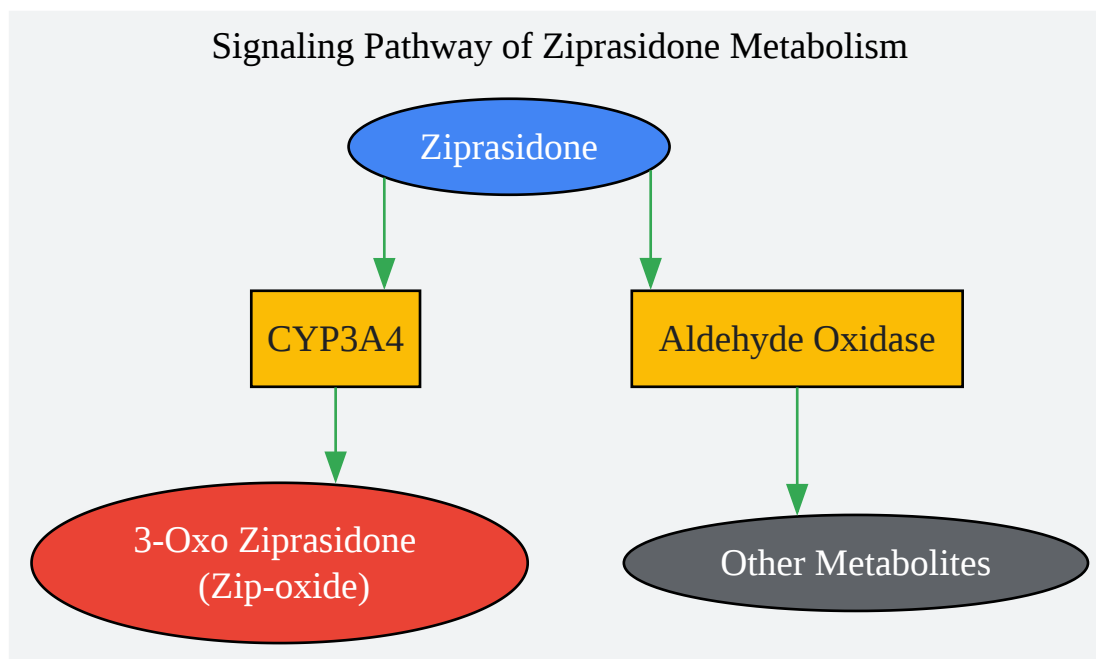 Signaling Pathway of Ziprasidone Metabolism
Ziprasidone
CYP3A4
Aldehyde Oxidase
3-Oxo Ziprasidone
(Zip-oxide)
Other Metabolites